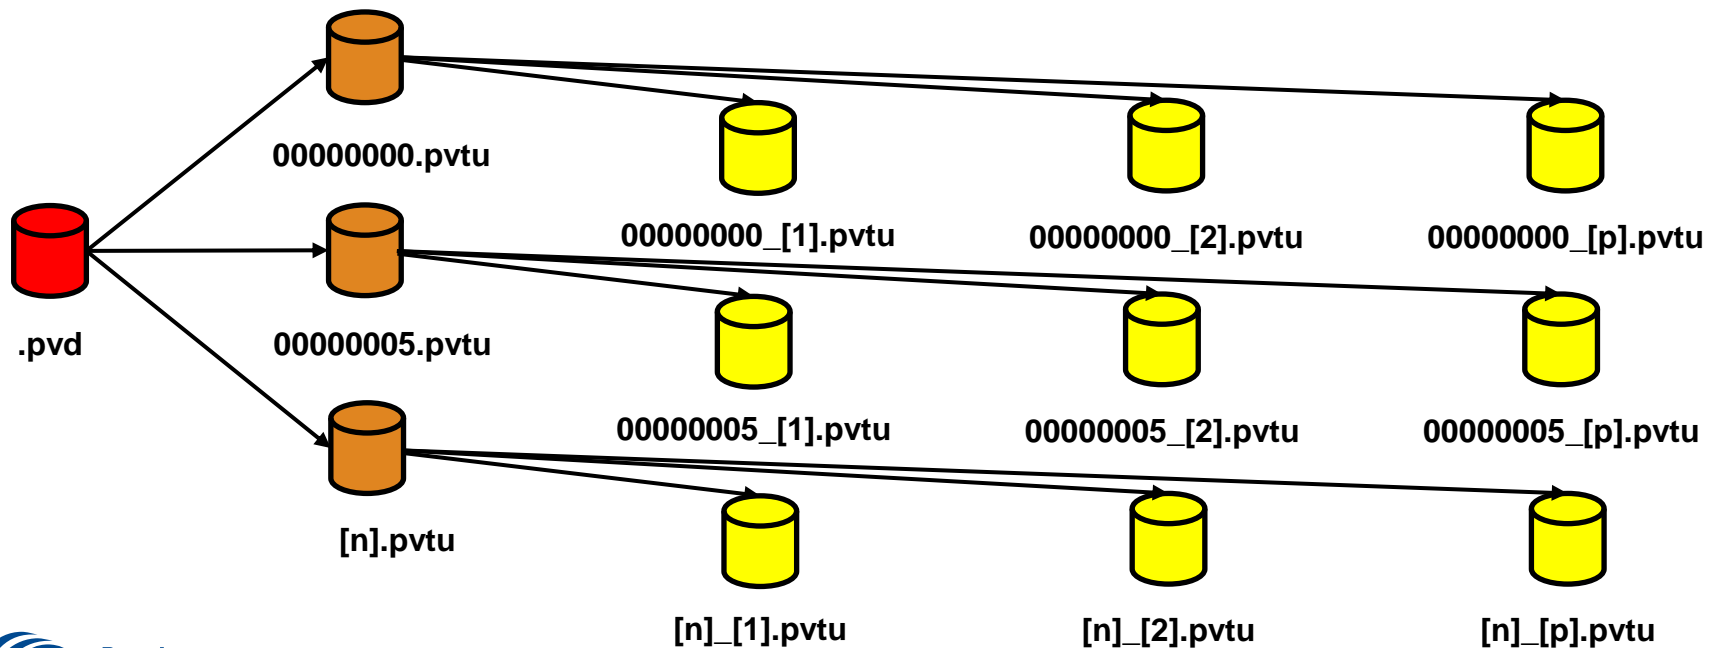 00000000.pvtu
00000000_[1].pvtu
00000000_[2].pvtu
00000000_[p].pvtu
.pvd
00000005.pvtu
00000005_[1].pvtu
00000005_[2].pvtu
00000005_[p].pvtu
[n].pvtu
[n]_[1].pvtu
[n]_[2].pvtu
[n]_[p].pvtu